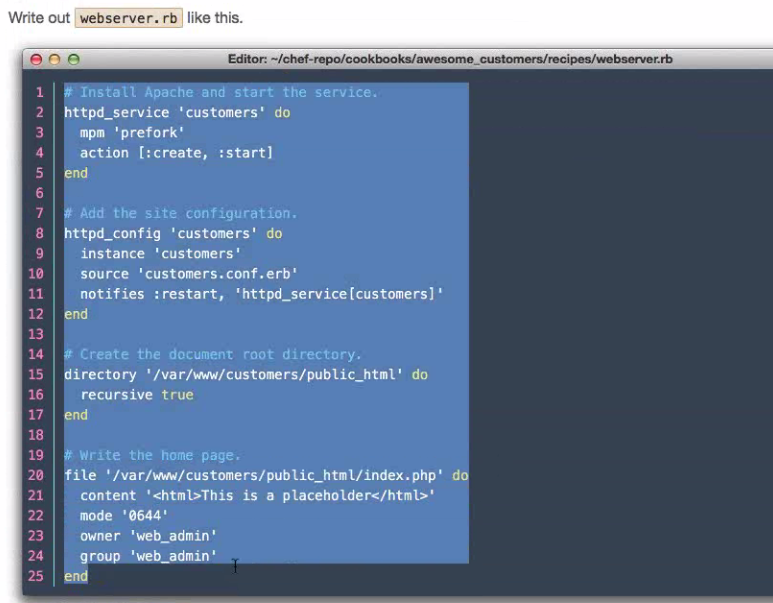 Write out webserver.rb like this.
Editor: ~/chef-repo/cookbooks/awesome_customers/recipes/webserver.rb
1 # Install Apache and start the service.
2 httpd_service 'customers' do
3   mpm 'prefork'
4   action [:create, :start]
5 end
6
7 # Add the site configuration.
8 httpd_config 'customers' do
9   instance 'customers'
10   source 'customers.conf.erb'
11   notifies :restart, 'httpd_service[customers]'
12 end
13
14 # Create the document root directory.
15 directory '/var/www/customers/public_html' do
16   recursive true
17 end
18
19 # Write the home page.
20 file '/var/www/customers/public_html/index.php' do
21   content '<html>This is a placeholder</html>'
22   mode '0644'
23   owner 'web_admin'
24   group 'web_admin'
25 end